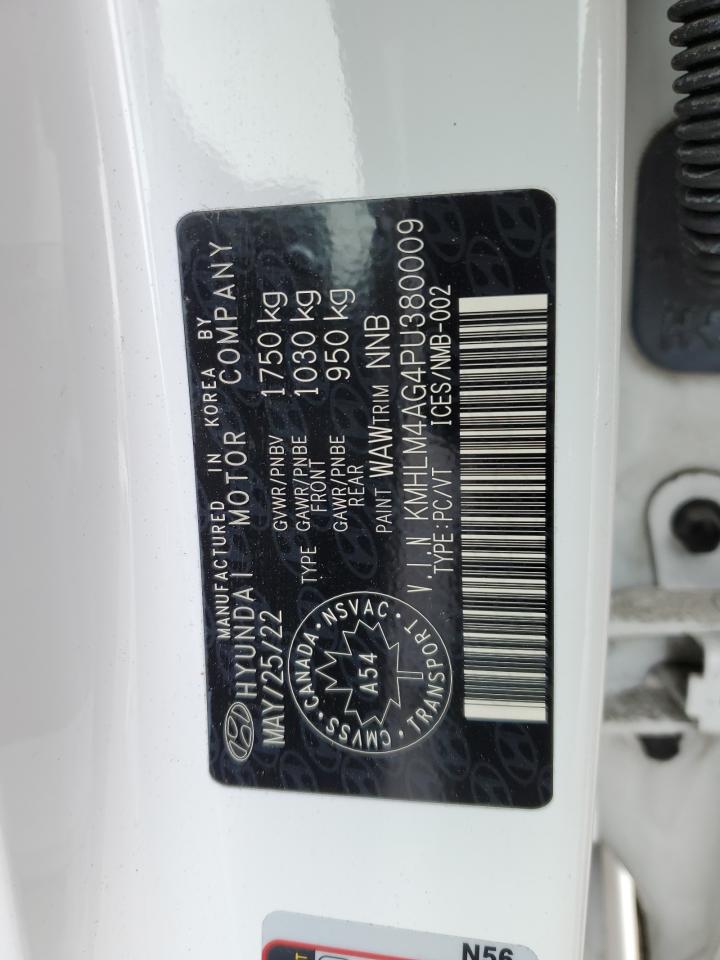 MANUFACTURED IN KOREA BY
HYUNDAI MOTOR COMPANY
MAY/25/22
GVWR/PNBV 1750 kg
TYPE GAWR/PNBE FRONT 1030 kg
GAWR/PNBE REAR 950 kg
PAINT WAW TRIM NNB
V.I.N KMHLM4AG4PU380009
TYPE:PC/VT ICES/NMB-002
CANADA · NSVAC · TRANSPORT · CMVSS
A54
N56